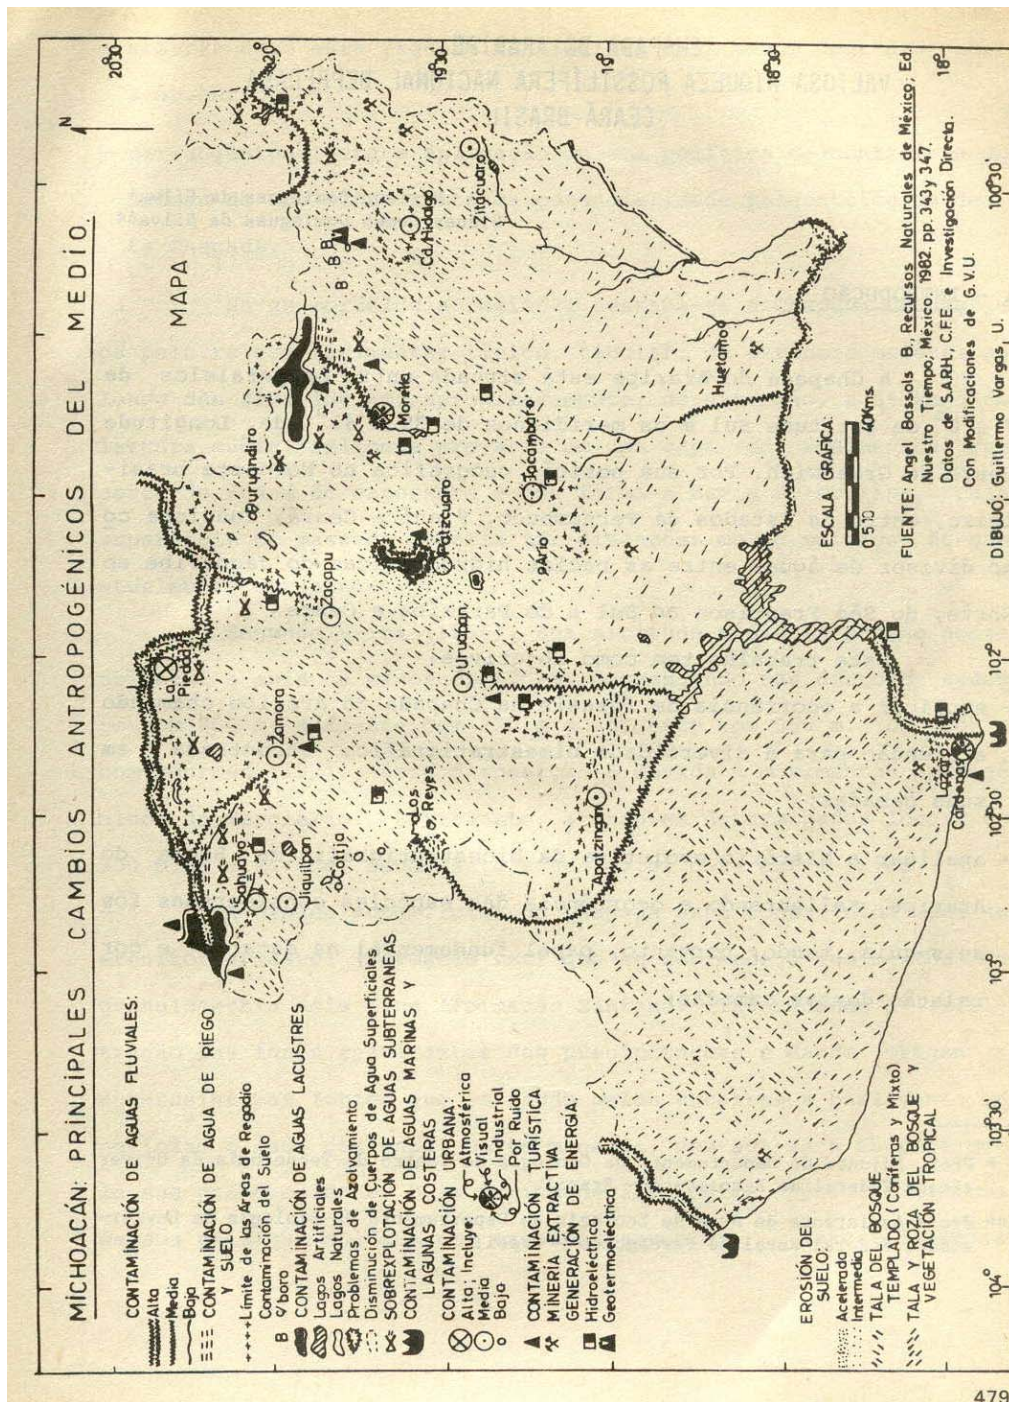 MICHOACÁN: PRINCIPALES CAMBIOS ANTROPOGÉNICOS DEL MEDIO.
MAPA
N
CONTAMINACIÓN DE AGUAS FLUVIALES:
Alta
Media
Baja
CONTAMINACIÓN DE AGUA DE RIEGO
Y SUELO
Límite de las Áreas de Regadío
Contaminación del Suelo
B c/boro
CONTAMINACIÓN DE AGUAS LACUSTRES
Lagos Artificiales
Lagos Naturales
Problemas de Azolvamiento
Disminución de Cuerpos de Agua Superficiales
SOBREXPLOTACIÓN DE AGUAS SUBTERRANEAS
CONTAMINACIÓN DE AGUAS MARINAS Y
LAGUNAS COSTERAS
CONTAMINACIÓN URBANA:
Alta; Incluye:
Atmosférica
Visual
Industrial
Por Ruido
Media
Baja
CONTAMINACIÓN TURÍSTICA
MINERÍA EXTRACTIVA
GENERACIÓN DE ENERGÍA:
Hidroeléctrica
Geotermoeléctrica
EROSIÓN DEL
SUELO:
Acelerada
Intermedia
TALA DEL BOSQUE
TEMPLADO (Coníferas y Mixto)
TALA Y ROZA DEL BOSQUE Y
VEGETACIÓN TROPICAL
La
Piedad
Puruandiro
Zamora
Zacapu
Sahuayo
Jiquilpan
Cotija
Los
Reyes
Uruapan
Patzcuaro
Morelia
Cd. Hidalgo
Zitácuaro
B
B
B
Tacámbaro
Ario
Apatzingan
Huetamo
Lázaro
Cárdenas
ESCALA GRÁFICA:
0 5 10 40Kms.
FUENTE: Angel Bassols B., Recursos Naturales de México; Ed.
Nuestro Tiempo; México. 1982. pp. 343 y 347.
Datos de S.A.R.H., C.F.E. e Investigación Directa.
Con Modificaciones de G.V.U.
DIBUJÓ: Guillermo Vargas U.
20°30'
20°
19°30'
19°
18°30'
18°
104°
103°30'
103°
102°30'
102°
100°30'
479